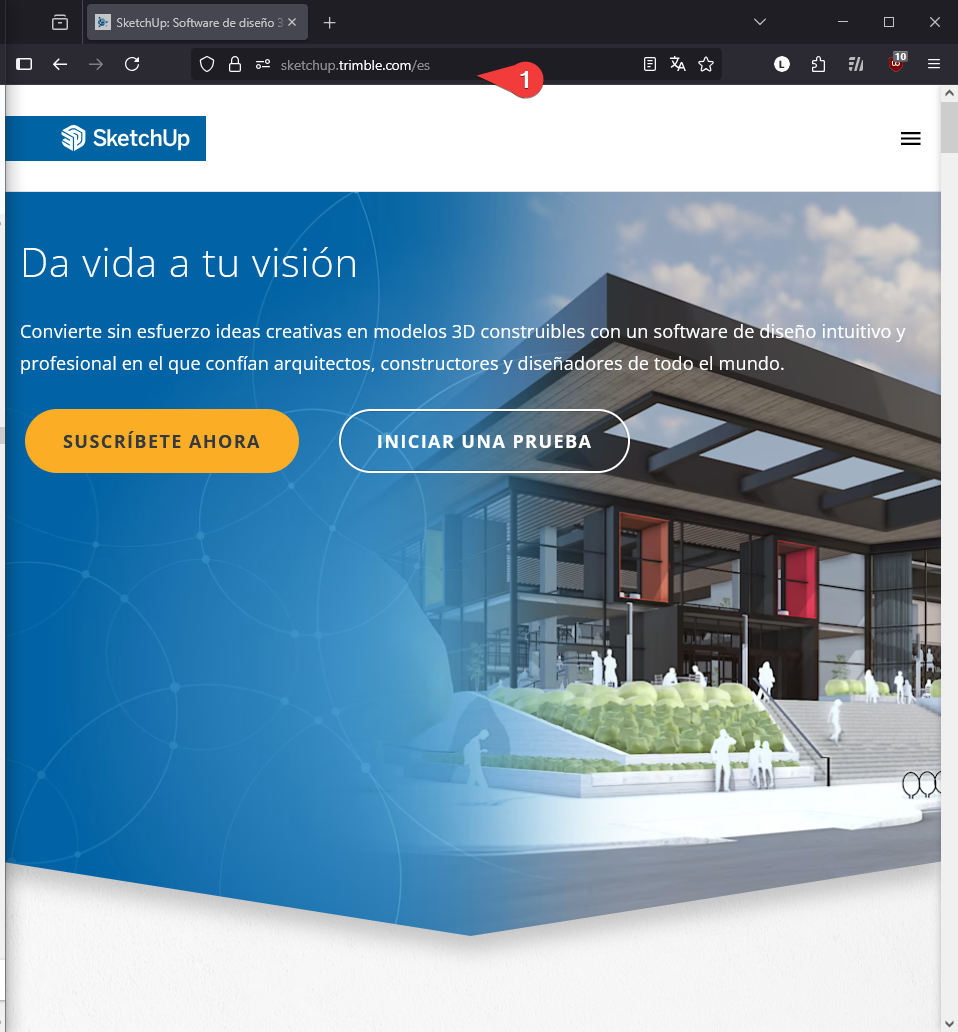 SketchUp: Software de diseño 3
sketchup.trimble.com/es
1
L
10
SketchUp
Da vida a tu visión
Convierte sin esfuerzo ideas creativas en modelos 3D construibles con un software de diseño intuitivo y
profesional en el que confían arquitectos, constructores y diseñadores de todo el mundo.
SUSCRÍBETE AHORA
INICIAR UNA PRUEBA